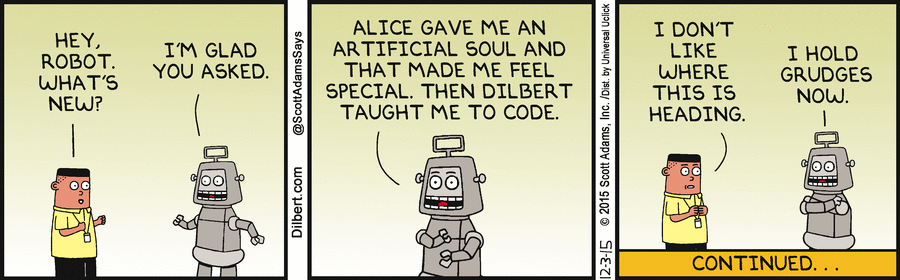 HEY,
ROBOT.
WHAT'S
NEW?
I'M GLAD
YOU ASKED.
Dilbert.com @ScottAdamsSays
ALICE GAVE ME AN
ARTIFICIAL SOUL AND
THAT MADE ME FEEL
SPECIAL. THEN DILBERT
TAUGHT ME TO CODE.
12-3-15 © 2015 Scott Adams, Inc. /Dist. by Universal Uclick
I DON'T
LIKE
WHERE
THIS IS
HEADING.
I HOLD
GRUDGES
NOW.
CONTINUED...